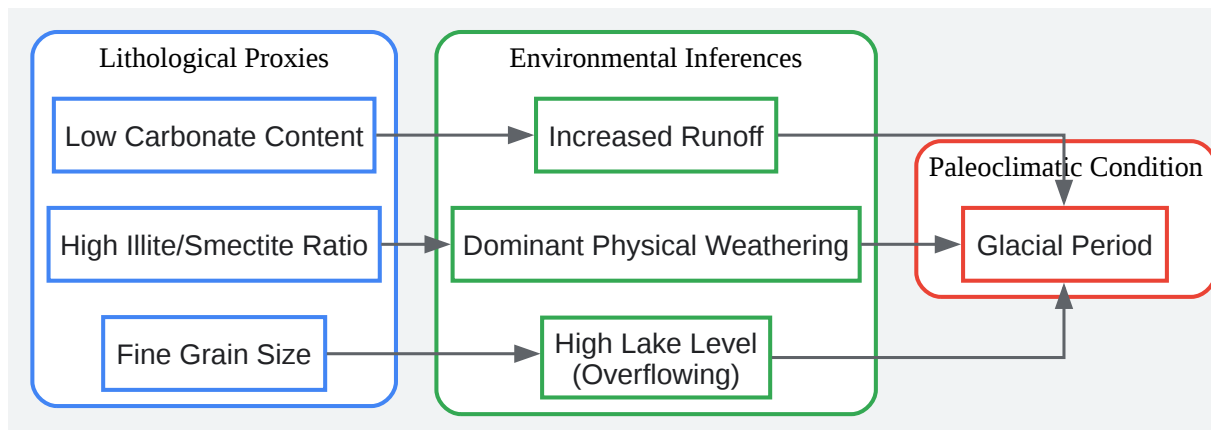 Lithological Proxies
Low Carbonate Content
High Illite/Smectite Ratio
Fine Grain Size
Environmental Inferences
Increased Runoff
Dominant Physical Weathering
High Lake Level
(Overflowing)
Paleoclimatic Condition
Glacial Period